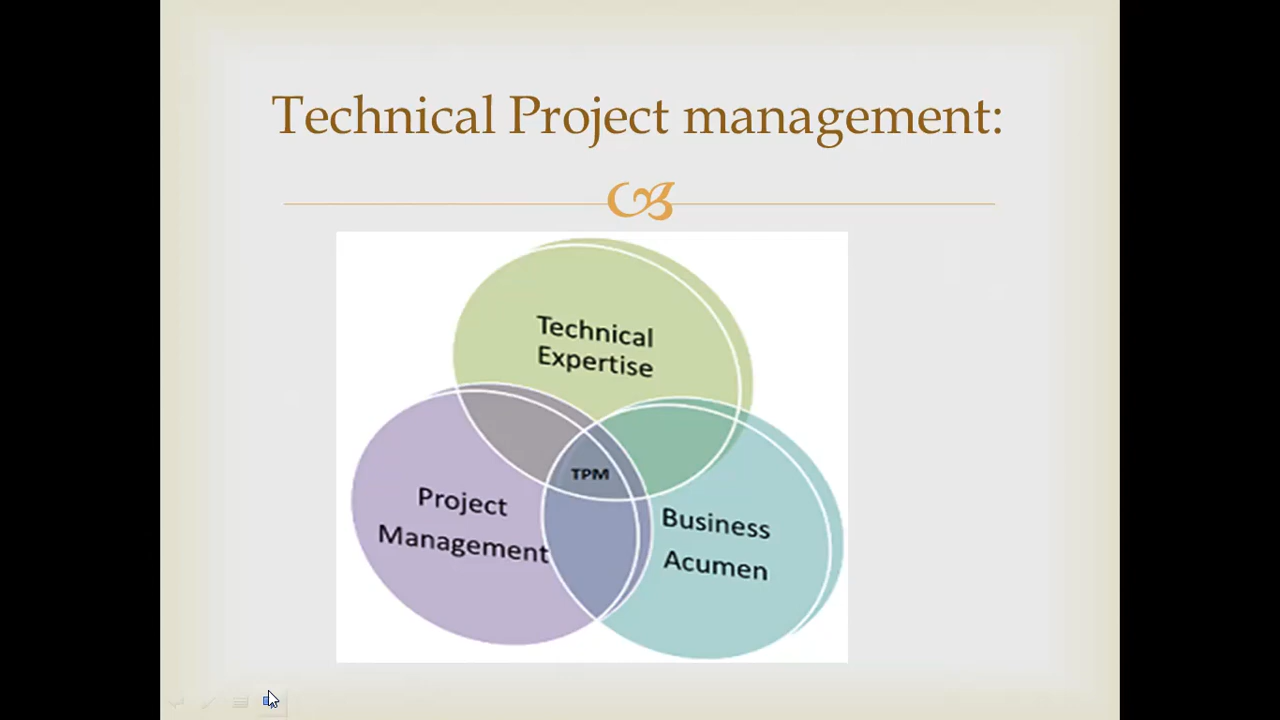 Technical Project management:
Technical
Expertise
TPM
Project
Management
Business
Acumen